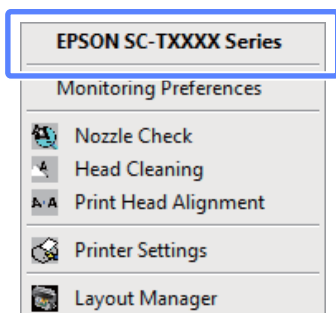 EPSON SC-TXXXX Series
Monitoring Preferences
Nozzle Check
Head Cleaning
Print Head Alignment
Printer Settings
Layout Manager